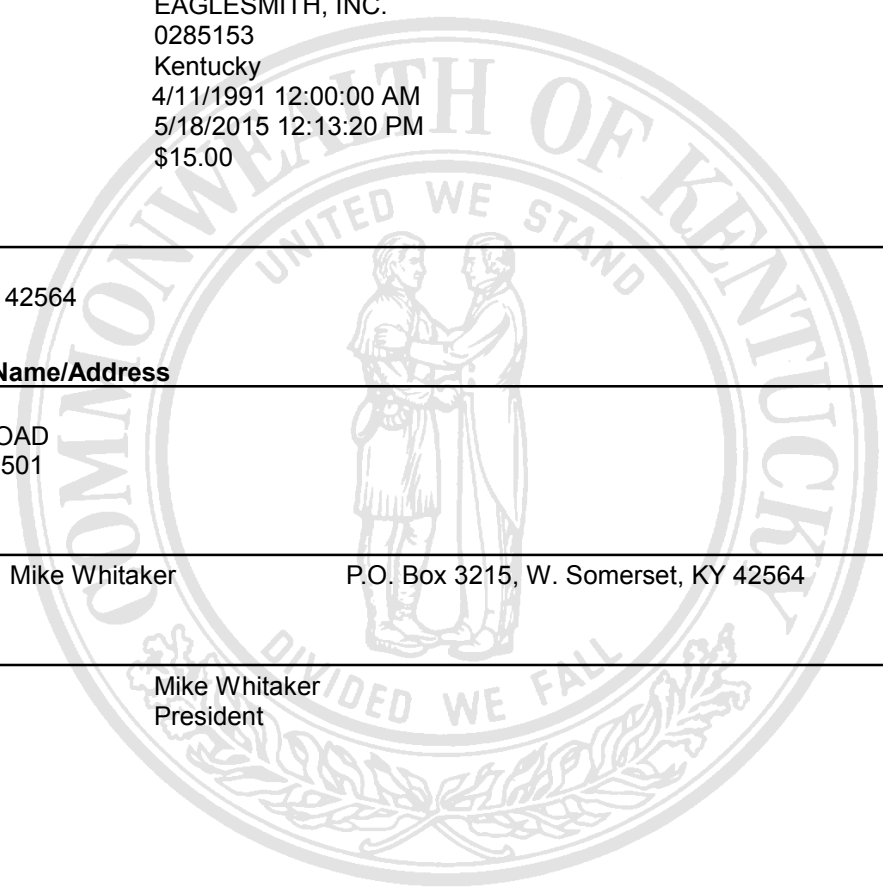 EAGLESMITH, INC.
0285153
Kentucky
4/11/1991 12:00:00 AM
5/18/2015 12:13:20 PM
$15.00
COMMONWEALTH OF KENTUCKY
UNITED WE STAND
42564
Name/Address
OAD
501
Mike Whitaker P.O. Box 3215, W. Somerset, KY 42564
DIVIDED WE FALL
Mike Whitaker
President